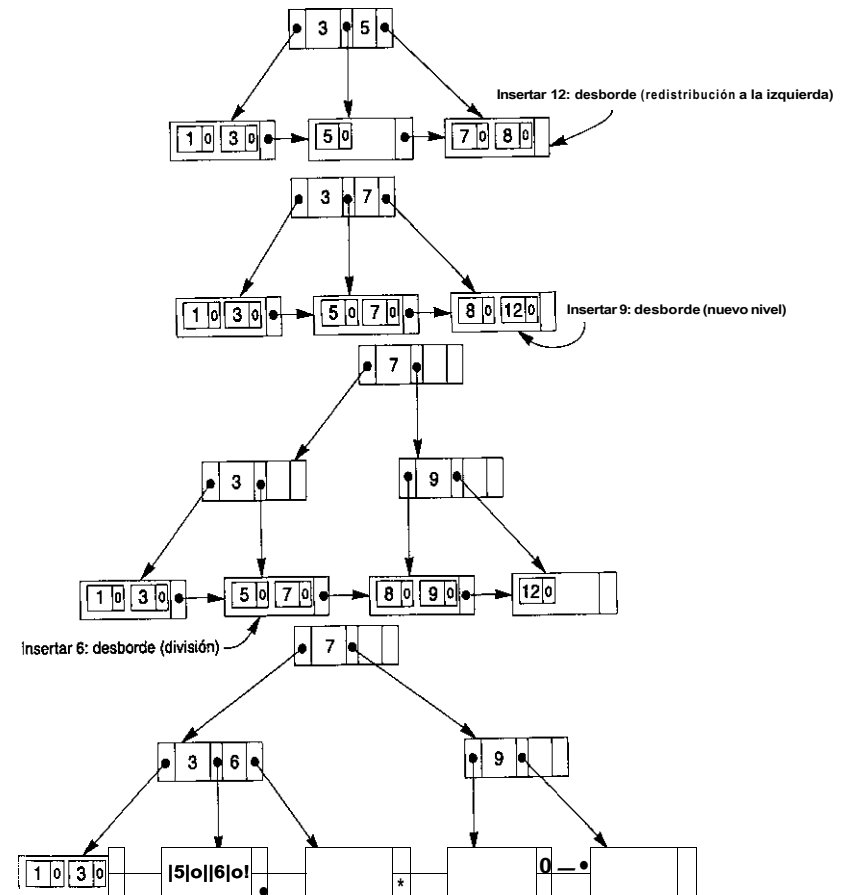 3 5
Insertar 12: desborde (redistribución a la izquierda)
1 0 3 0 5 0 7 0 8 0
3 7
1 0 3 0 5 0 7 0 8 0 12 0
Insertar 9: desborde (nuevo nivel)
7
3 9
1 0 3 0 5 0 7 0 8 0 9 0 12 0
Insertar 6: desborde (división)
7
3 6 9
1 0 3 0 |5|o||6|o! * 0 —